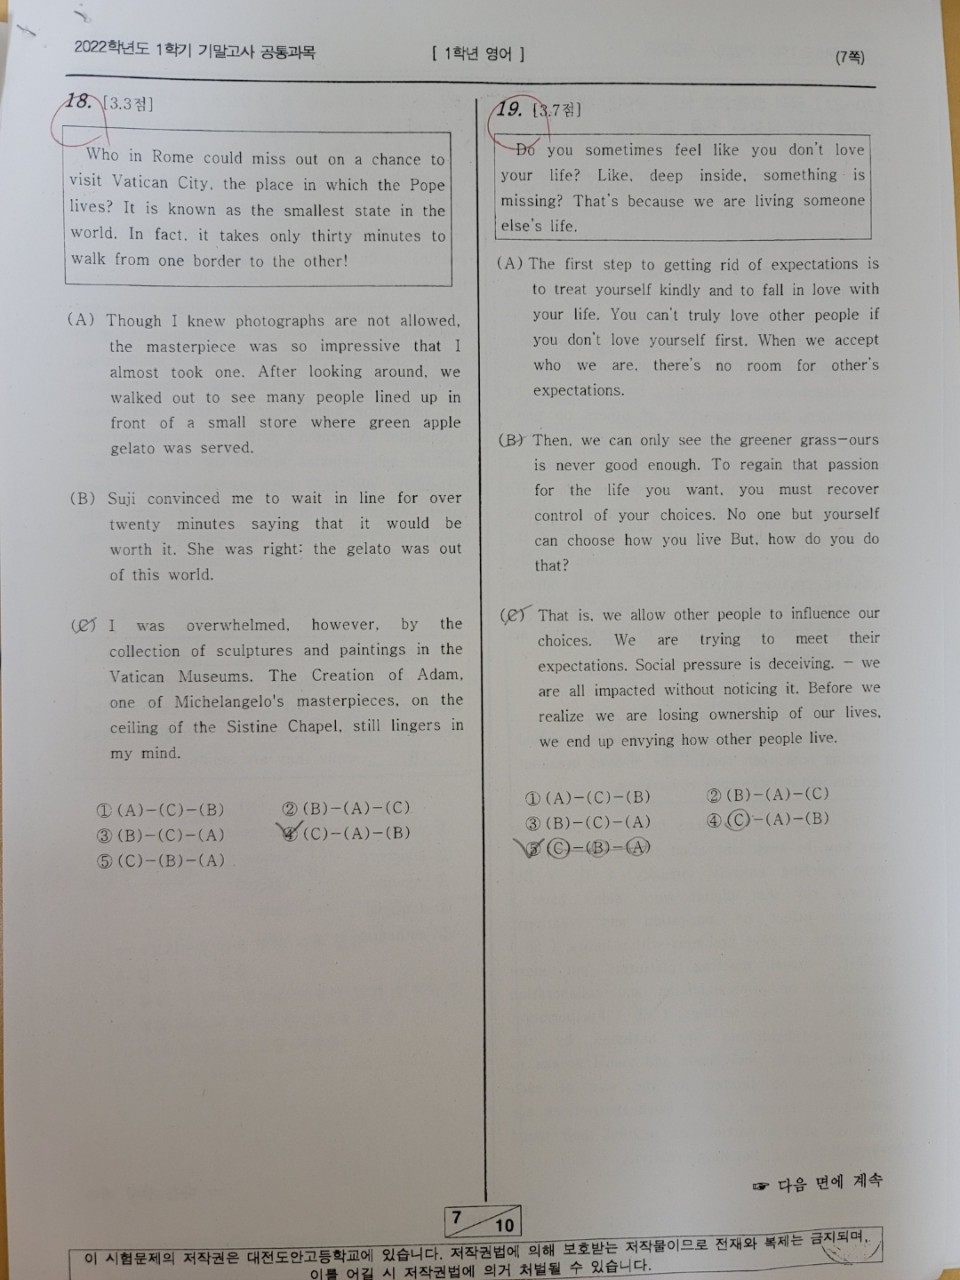 2022학년도 1학기 기말고사 공통과목
[ 1학년 영어 ]
(7쪽)
18. [3.3점]
Who in Rome could miss out on a chance to
visit Vatican City, the place in which the Pope
lives? It is known as the smallest state in the
world. In fact, it takes only thirty minutes to
walk from one border to the other!
(A) Though I knew photographs are not allowed,
the masterpiece was so impressive that I
almost took one. After looking around, we
walked out to see many people lined up in
front of a small store where green apple
gelato was served.
(B) Suji convinced me to wait in line for over
twenty minutes saying that it would be
worth it. She was right: the gelato was out
of this world.
(C) I was overwhelmed, however, by the
collection of sculptures and paintings in the
Vatican Museums. The Creation of Adam,
one of Michelangelo's masterpieces, on the
ceiling of the Sistine Chapel, still lingers in
my mind.
① (A)-(C)-(B) ② (B)-(A)-(C)
③ (B)-(C)-(A) ④ (C)-(A)-(B)
⑤ (C)-(B)-(A)
19. [3.7점]
Do you sometimes feel like you don't love
your life? Like, deep inside, something is
missing? That's because we are living someone
else's life.
(A) The first step to getting rid of expectations is
to treat yourself kindly and to fall in love with
your life. You can't truly love other people if
you don't love yourself first. When we accept
who we are, there's no room for other's
expectations.
(B) Then, we can only see the greener grass-ours
is never good enough. To regain that passion
for the life you want, you must recover
control of your choices. No one but yourself
can choose how you live But, how do you do
that?
(C) That is, we allow other people to influence our
choices. We are trying to meet their
expectations. Social pressure is deceiving. - we
are all impacted without noticing it. Before we
realize we are losing ownership of our lives,
we end up envying how other people live.
① (A)-(C)-(B) ② (B)-(A)-(C)
③ (B)-(C)-(A) ④ (C)-(A)-(B)
⑤ (C)-(B)-(A)
☞ 다음 면에 계속
7 10
이 시험문제의 저작권은 대전도안고등학교에 있습니다. 저작권법에 의해 보호받는 저작물이므로 전재와 복제는 금지되며,
이를 어길 시 저작권법에 의거 처벌될 수 있습니다.